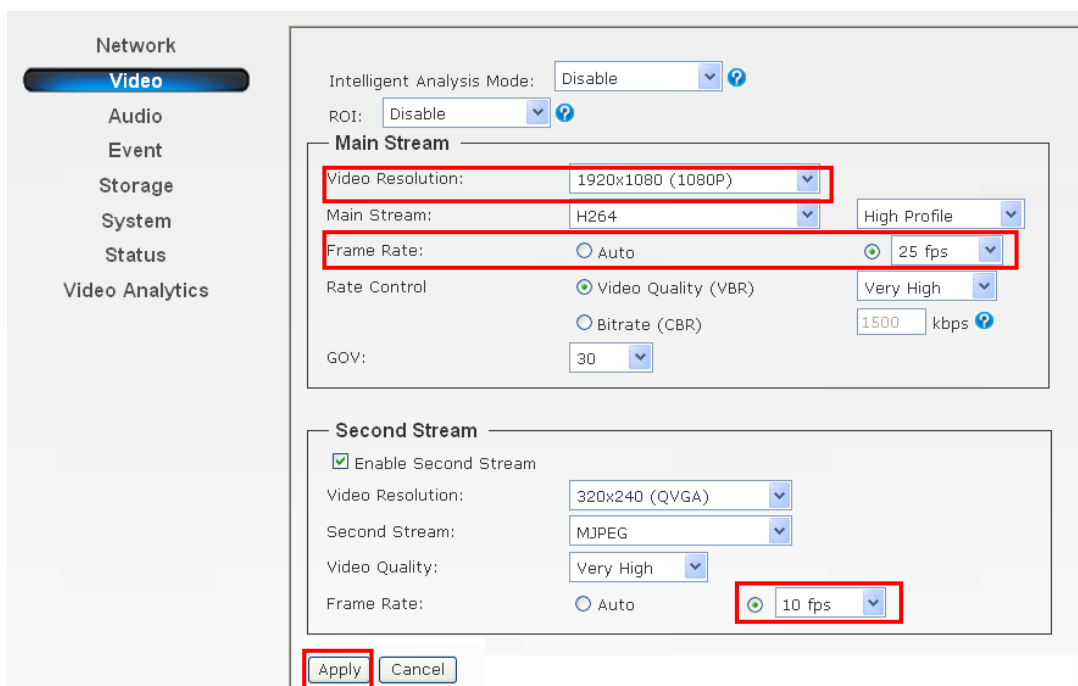 Network
Video
Audio
Event
Storage
System
Status
Video Analytics
Intelligent Analysis Mode: Disable
ROI: Disable
Main Stream
Video Resolution: 1920x1080 (1080P)
Main Stream: H264 High Profile
Frame Rate: Auto 25 fps
Rate Control Video Quality (VBR) Very High
Bitrate (CBR) 1500 kbps
GOV: 30
Second Stream
Enable Second Stream
Video Resolution: 320x240 (QVGA)
Second Stream: MJPEG
Video Quality: Very High
Frame Rate: Auto 10 fps
Apply Cancel